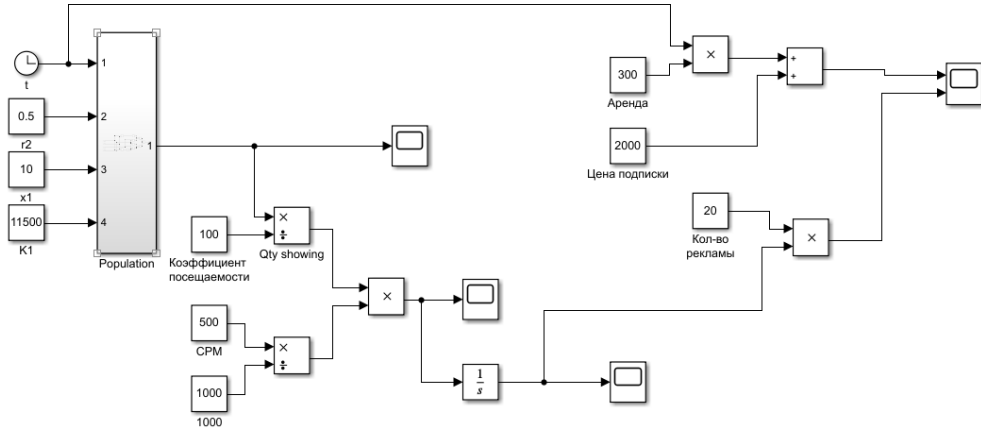 t
0.5
r2
10
x1
11500
K1
1
2
3
4
1
Population
300
Аренда
×
+
+
2000
Цена подписки
100
Коэффициент
посещаемости
×
÷
Qty showing
×
20
Кол-во
рекламы
×
500
CPM
1000
1000
×
÷
1
s